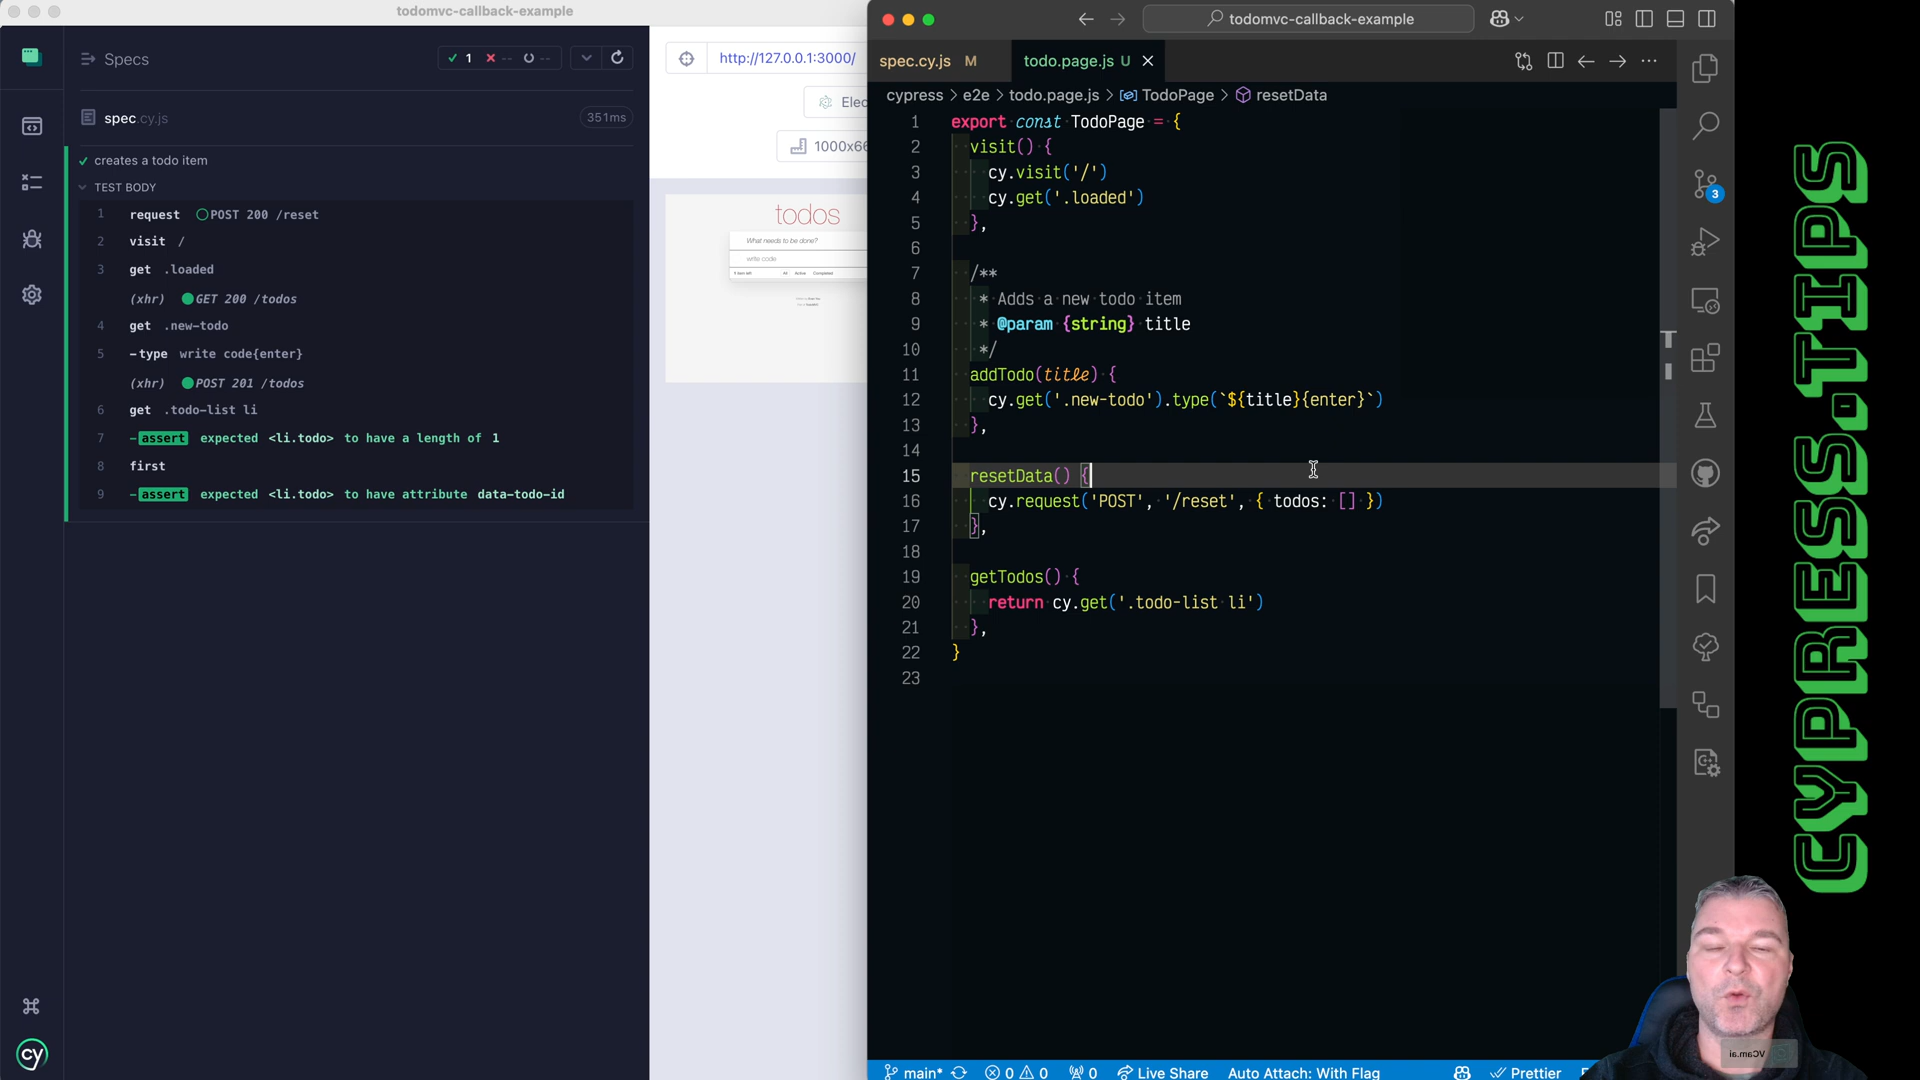 todomvc-callback-example
Specs
1
--
--
spec.cy.js
351ms
creates a todo item
TEST BODY
1 request POST 200 /reset
2 visit /
3 get .loaded
(xhr) GET 200 /todos
4 get .new-todo
5 -type write code{enter}
(xhr) POST 201 /todos
6 get .todo-list li
7 -assert expected <li.todo> to have a length of 1
8 first
9 -assert expected <li.todo> to have attribute data-todo-id
cy
http://127.0.0.1:3000/
Elec
1000x66
todos
What needs to be done?
write code
1 item left All Active Completed
todomvc-callback-example
spec.cy.js M
todo.page.js U
cypress > e2e > todo.page.js > TodoPage > resetData
1 export const TodoPage = {
2 visit() {
3 cy.visit('/')
4 cy.get('.loaded')
5 },
6
7 /**
8 * Adds a new todo item
9 * @param {string} title
10 */
11 addTodo(title) {
12 cy.get('.new-todo').type(`${title}{enter}`)
13 },
14
15 resetData() {
16 cy.request('POST', '/reset', { todos: [] })
17 },
18
19 getTodos() {
20 return cy.get('.todo-list li')
21 },
22 }
23
3
main* 0 0 0 Live Share Auto Attach: With Flag Prettier
CYPRESS.TIPS
VCam.ai